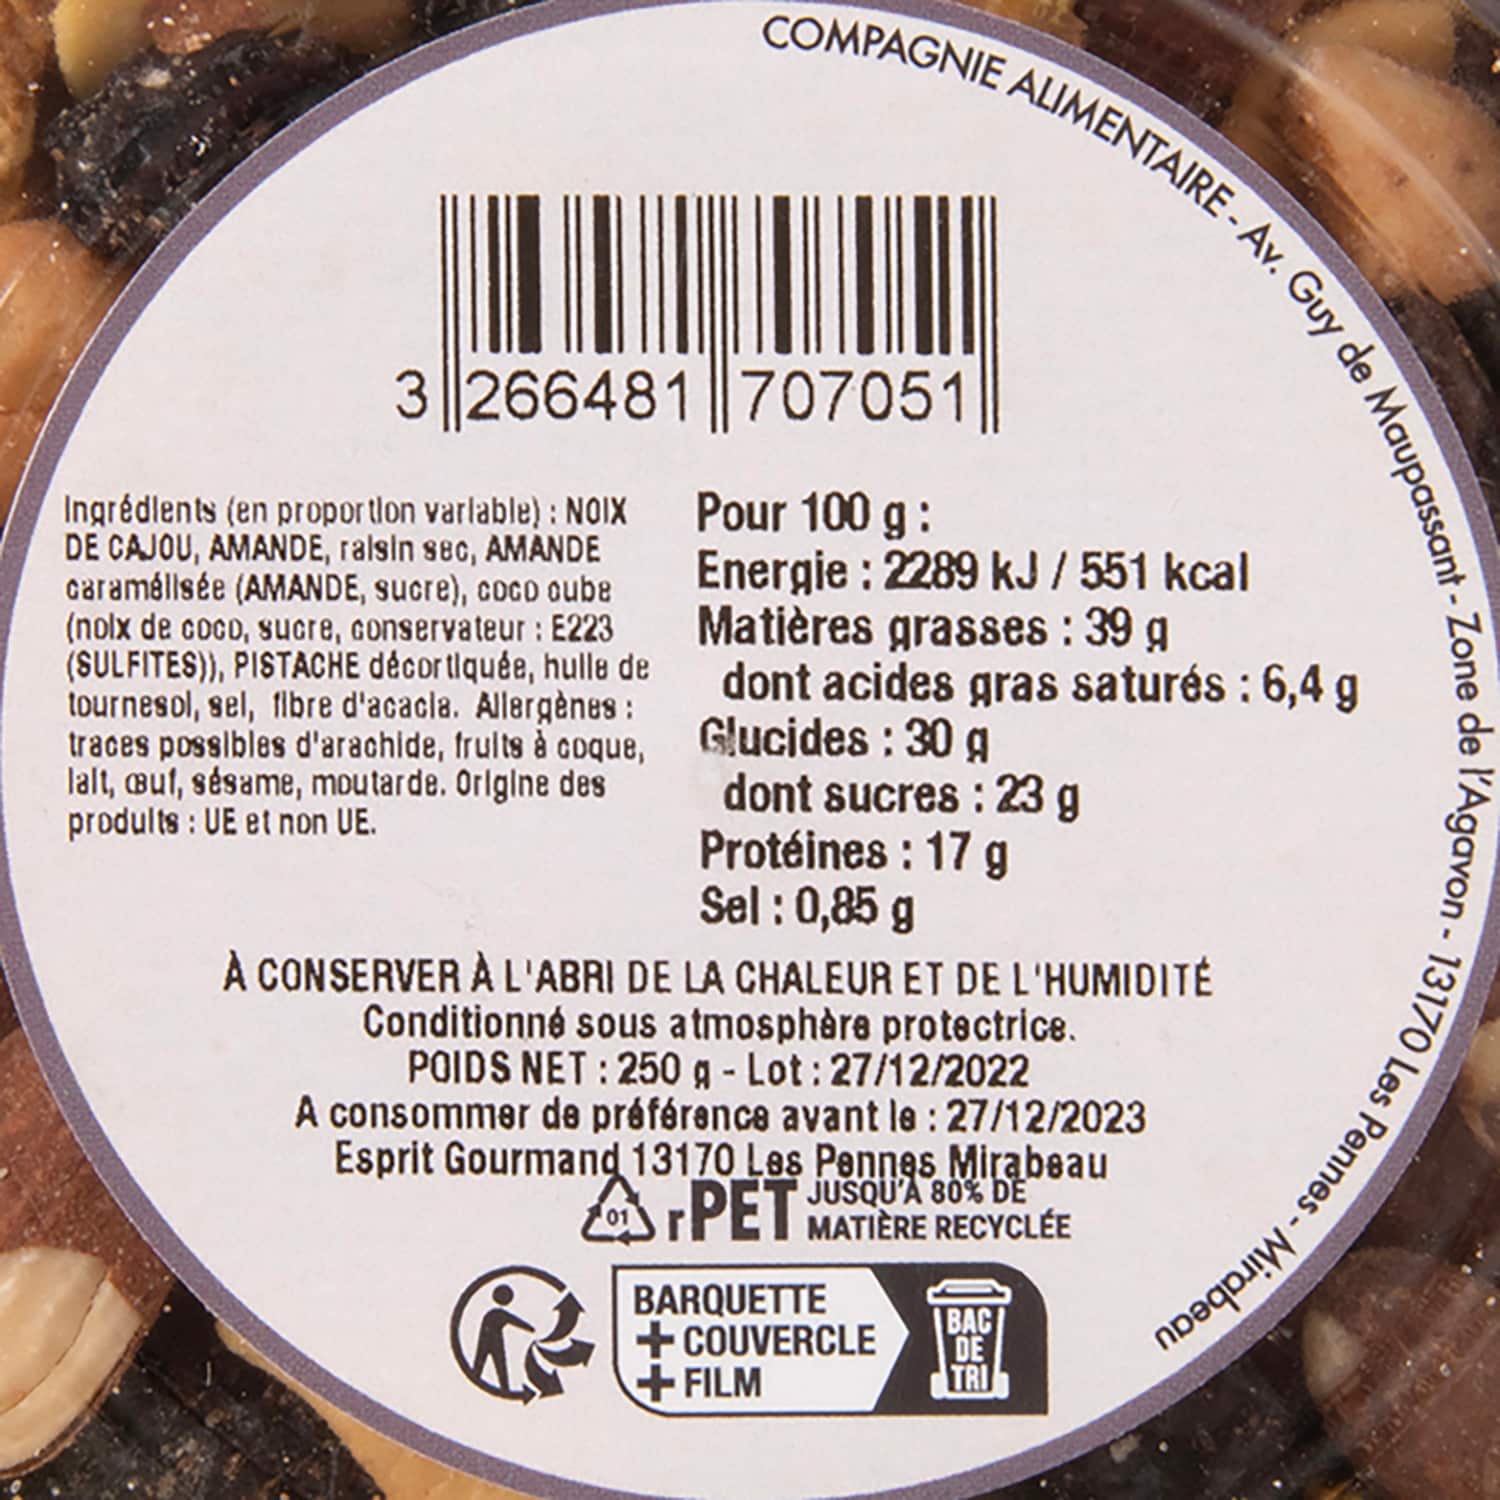 COMPAGNIE ALIMENTAIRE - Av. Guy de Maupassant - Zone de l'Agavon - 13170 Les Pennes - Mirabeau
3 266481 707051
Ingrédients (en proportion variable) : NOIX
DE CAJOU, AMANDE, raisin sec, AMANDE
caramélisée (AMANDE, sucre), coco cube
(noix de coco, sucre, conservateur : E223
(SULFITES)), PISTACHE décortiquée, huile de
tournesol, sel, fibre d'acacia. Allergènes :
traces possibles d'arachide, fruits à coque,
lait, œuf, sésame, moutarde. Origine des
produits : UE et non UE.
Pour 100 g :
Energie : 2289 kJ / 551 kcal
Matières grasses : 39 g
dont acides gras saturés : 6,4 g
Glucides : 30 g
dont sucres : 23 g
Protéines : 17 g
Sel : 0,85 g
À CONSERVER À L'ABRI DE LA CHALEUR ET DE L'HUMIDITÉ
Conditionné sous atmosphère protectrice.
POIDS NET : 250 g - Lot : 27/12/2022
A consommer de préférence avant le : 27/12/2023
Esprit Gourmand 13170 Les Pennes Mirabeau
01 rPET JUSQU'À 80% DE
MATIÈRE RECYCLÉE
BARQUETTE
+ COUVERCLE
+ FILM
BAC
DE
TRI